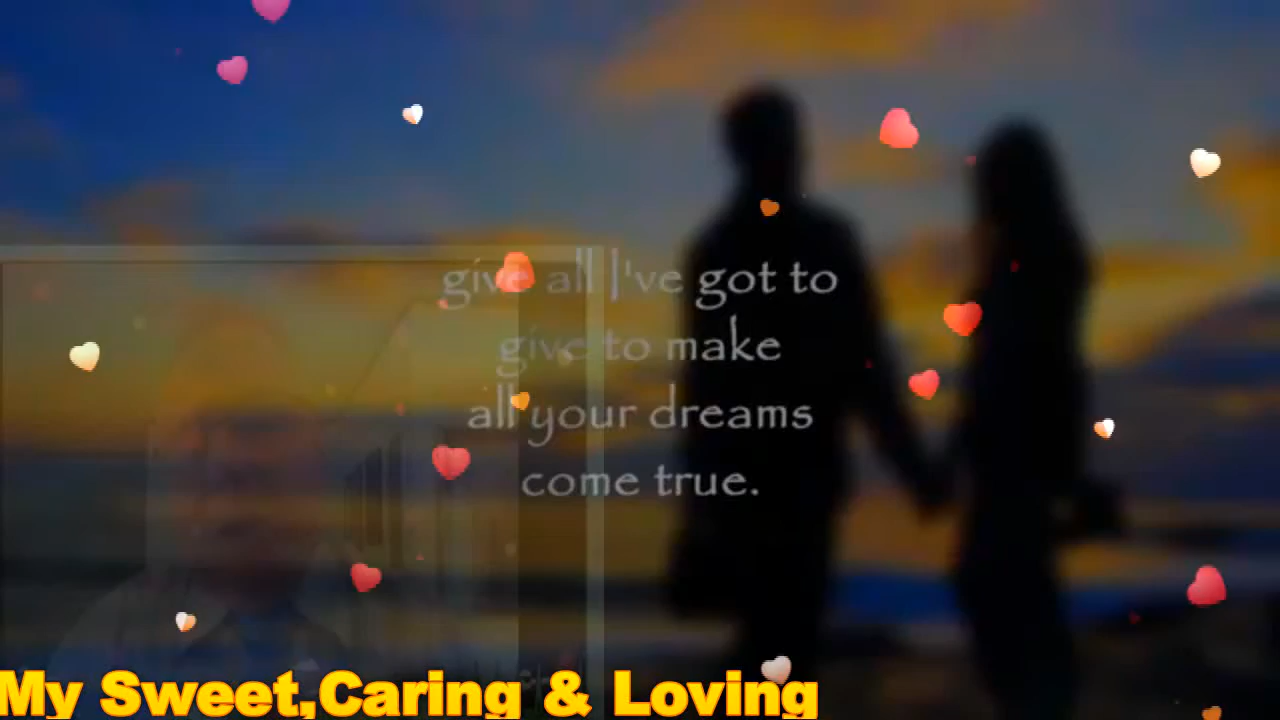 give all I've got to
give to make
all your dreams
come true.
My Sweet,Caring & Loving